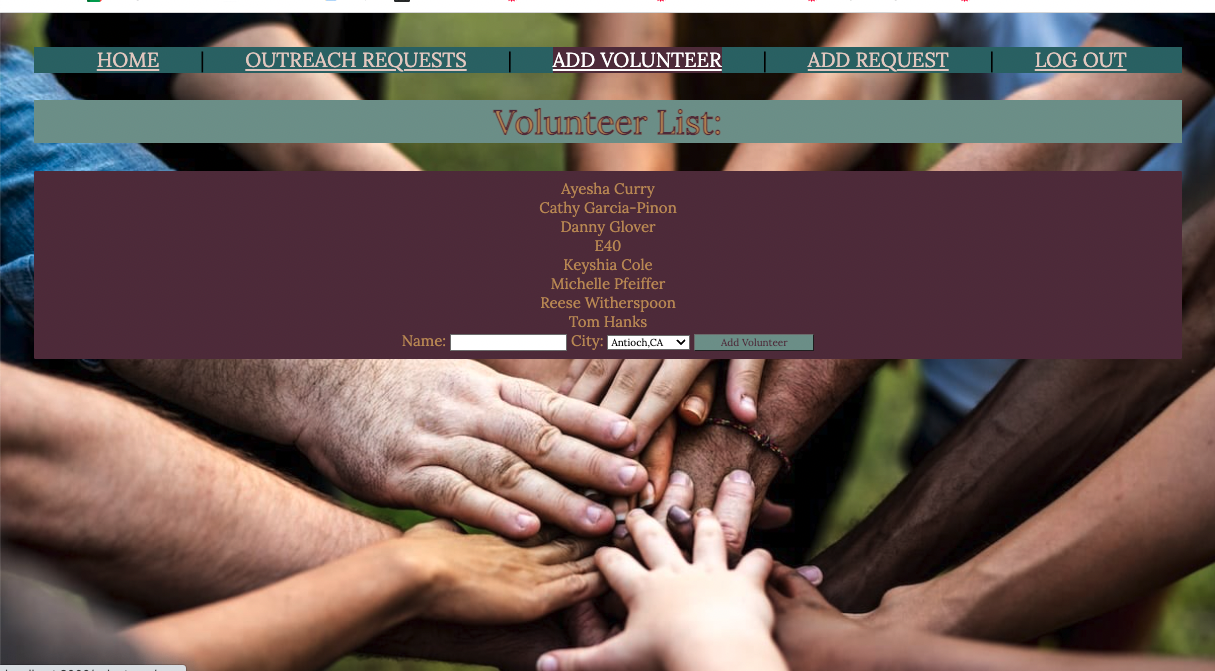 HOME | OUTREACH REQUESTS | ADD VOLUNTEER | ADD REQUEST | LOG OUT
Volunteer List:
Ayesha Curry
Cathy Garcia-Pinon
Danny Glover
E40
Keyshia Cole
Michelle Pfeiffer
Reese Witherspoon
Tom Hanks
Name: City: Antioch,CA Add Volunteer